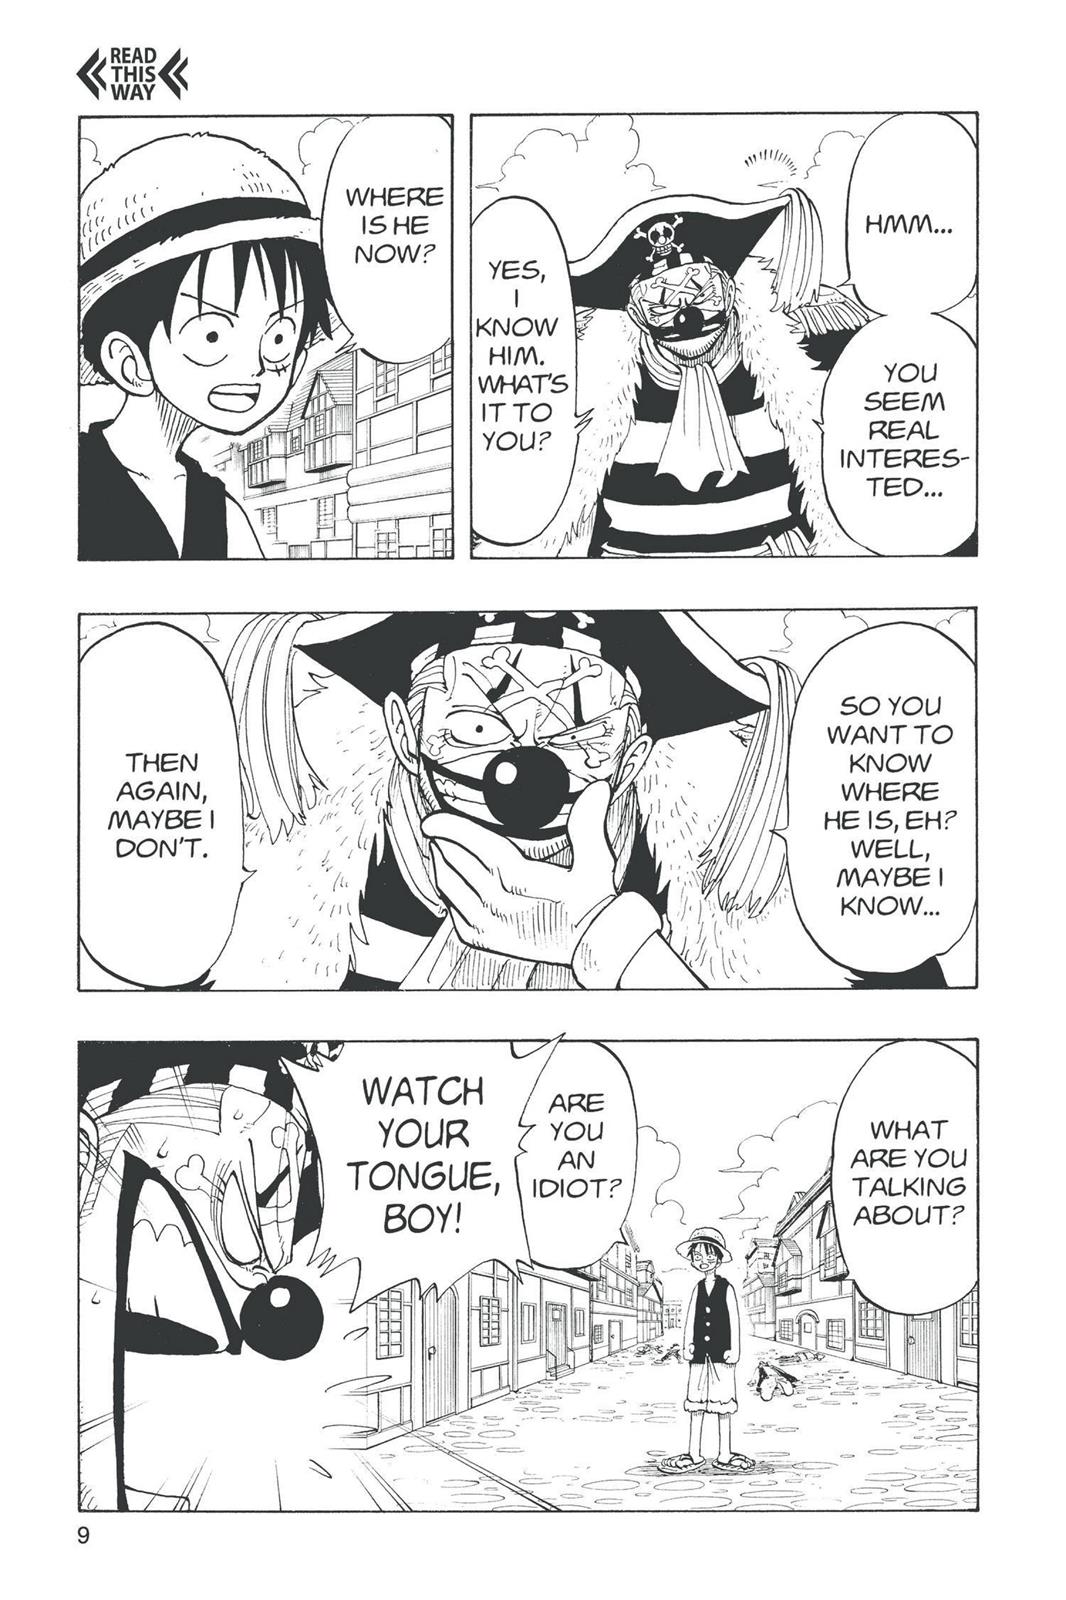 READ
THIS
WAY
HMM...
YOU
SEEM
REAL
INTERES-
TED...
YES,
I
KNOW
HIM.
WHAT'S
IT TO
YOU?
WHERE
IS HE
NOW?
SO YOU
WANT TO
KNOW
WHERE
HE IS, EH?
WELL,
MAYBE I
KNOW...
THEN
AGAIN,
MAYBE I
DON'T.
WHAT
ARE YOU
TALKING
ABOUT?
ARE
YOU
AN
IDIOT?
WATCH
YOUR
TONGUE,
BOY!
9